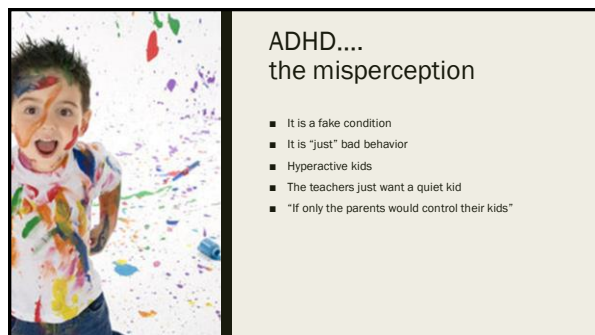 ADHD....
the misperception
■ It is a fake condition
■ It is “just” bad behavior
■ Hyperactive kids
■ The teachers just want a quiet kid
■ “If only the parents would control their kids”